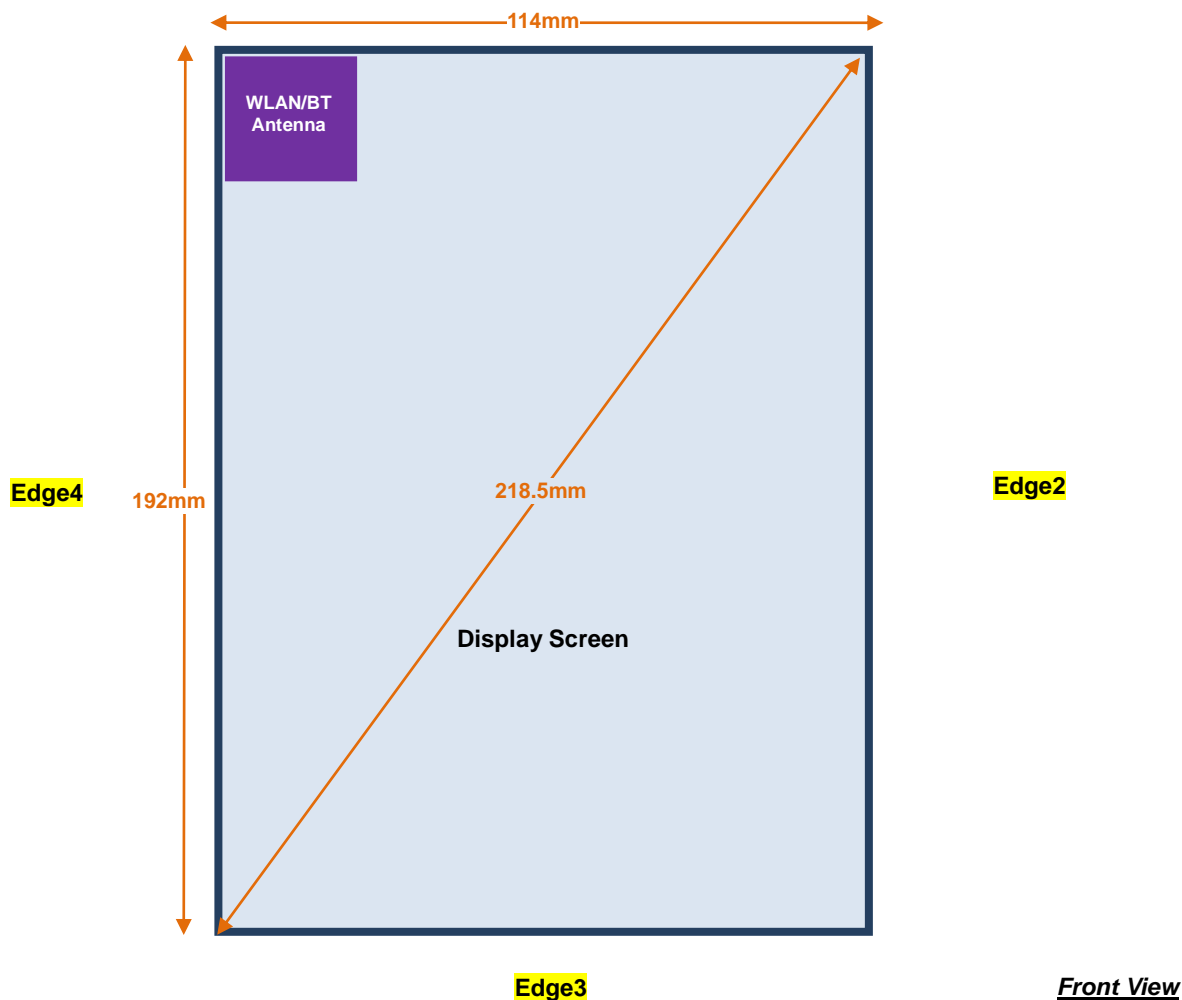 114mm
WLAN/BT
Antenna
Edge4
192mm
218.5mm
Edge2
Display Screen
Edge3
Front View